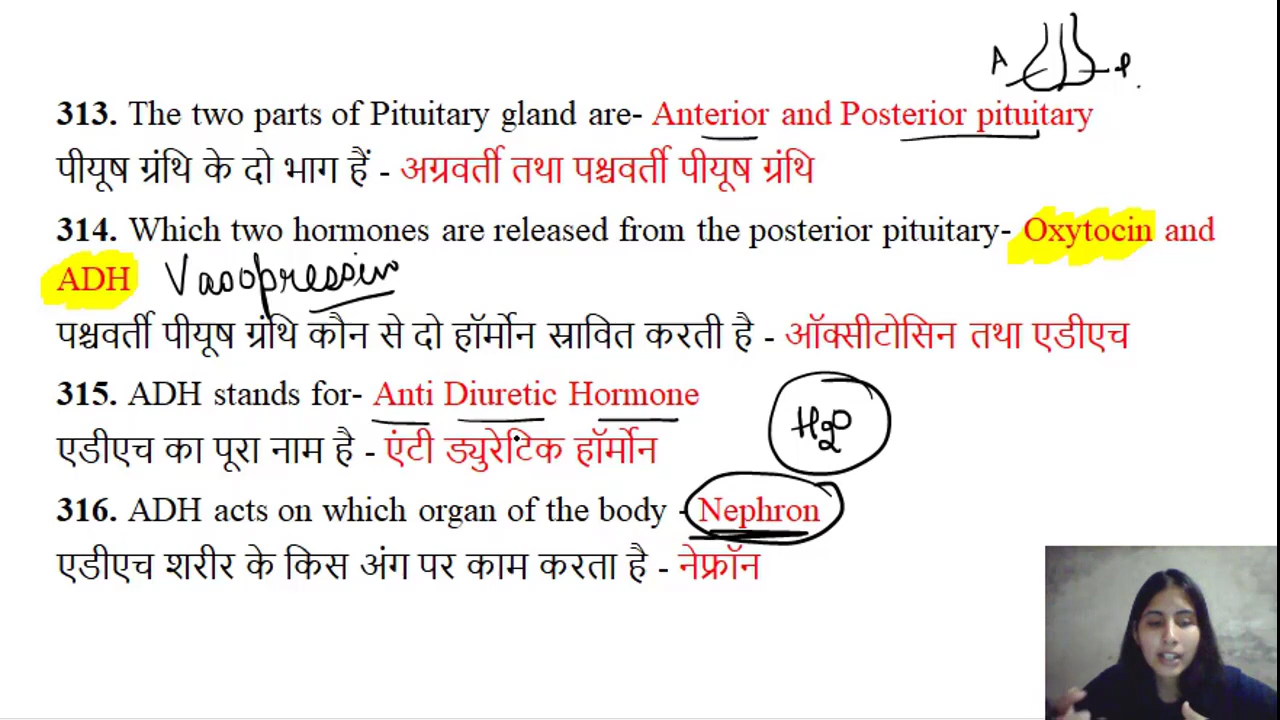 A P.
313. The two parts of Pituitary gland are- Anterior and Posterior pituitary
पीयूष ग्रंथि के दो भाग हैं - अग्रवर्ती तथा पश्चवर्ती पीयूष ग्रंथि
314. Which two hormones are released from the posterior pituitary- Oxytocin and
ADH Vasopressin
पश्चवर्ती पीयूष ग्रंथि कौन से दो हॉर्मोन स्रावित करती है - ऑक्सीटोसिन तथा एडीएच
315. ADH stands for- Anti Diuretic Hormone
H2O
एडीएच का पूरा नाम है - एंटी ड्युरेटिक हॉर्मोन
316. ADH acts on which organ of the body - Nephron
एडीएच शरीर के किस अंग पर काम करता है - नेफ्रॉन